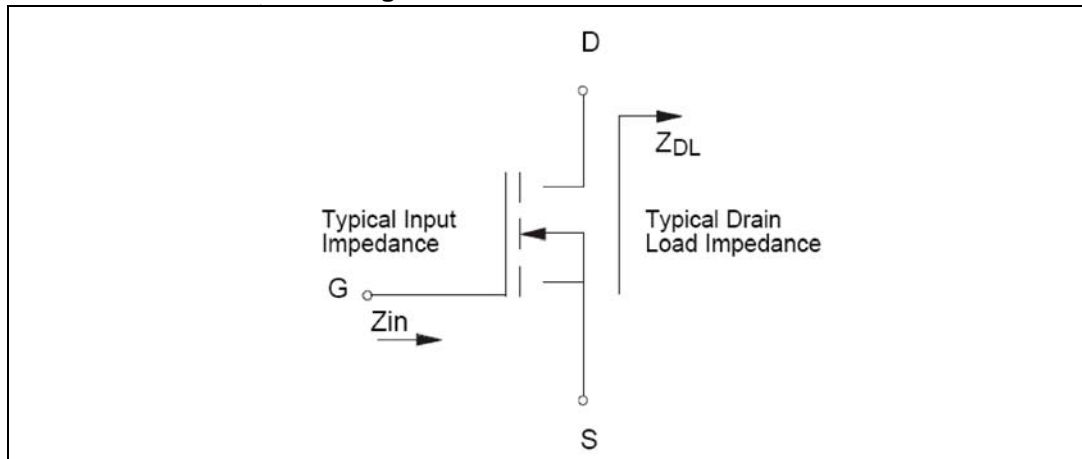 D
ZDL
Typical Input
Impedance
Typical Drain
Load Impedance
G
Zin
S